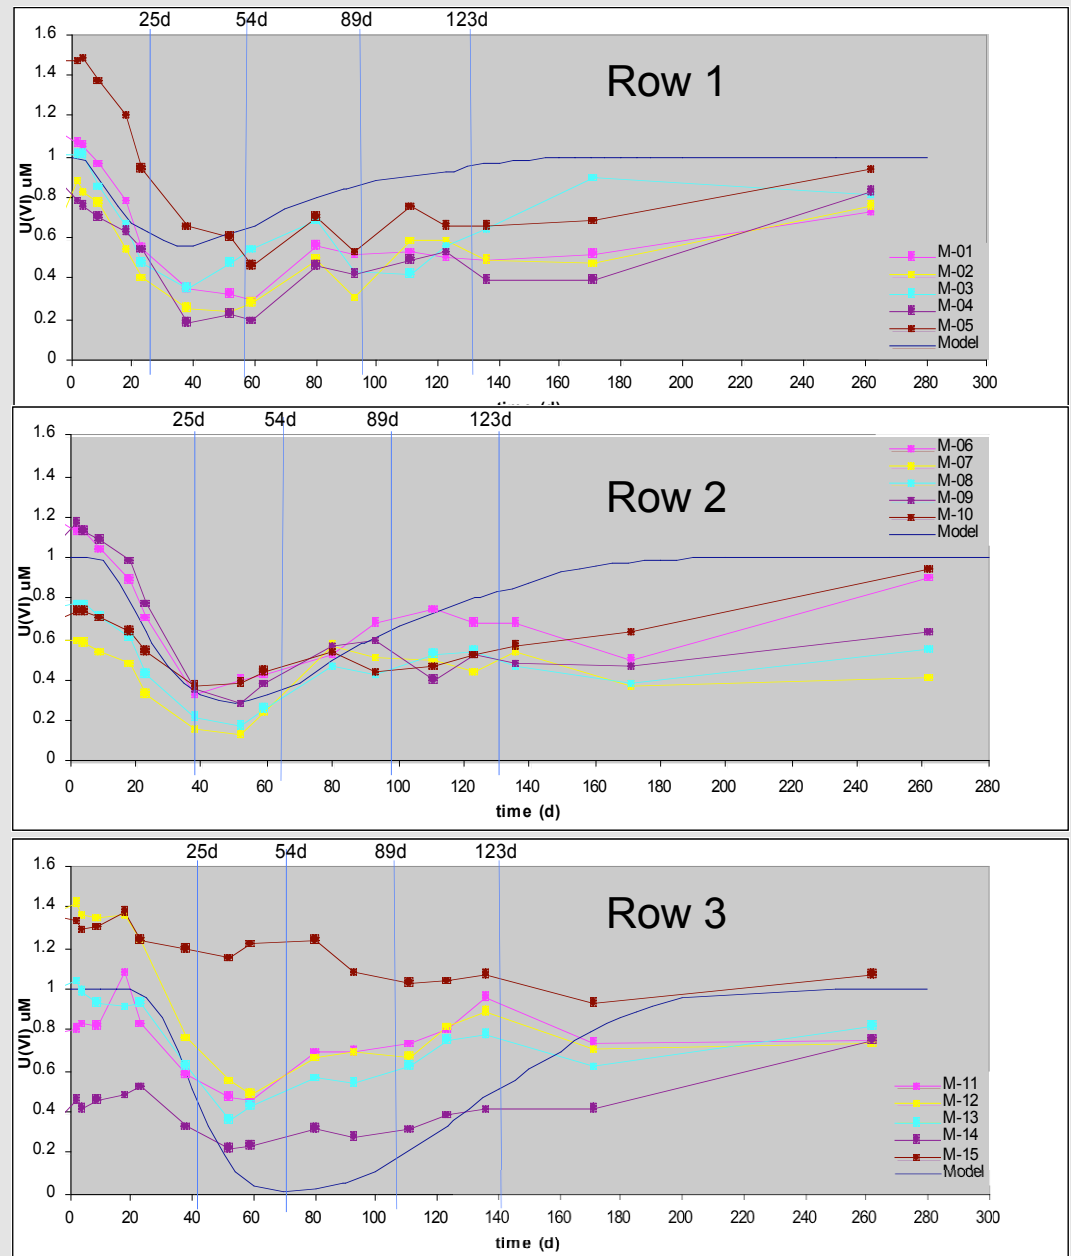 25d 54d 89d 123d
1.6
1.4
1.2
1
0.8
0.6
0.4
0.2
0
U(VI) uM
Row 1
M-01
M-02
M-03
M-04
M-05
Model
0 20 40 60 80 100 120 140 160 180 200 220 240 260 280 300
time (d)
25d 54d 89d 123d
1.6
1.4
1.2
1
0.8
0.6
0.4
0.2
0
U(VI) uM
Row 2
M-06
M-07
M-08
M-09
M-10
Model
0 20 40 60 80 100 120 140 160 180 200 220 240 260 280
time (d)
25d 54d 89d 123d
1.6
1.4
1.2
1
0.8
0.6
0.4
0.2
0
U(VI) uM
Row 3
M-11
M-12
M-13
M-14
M-15
Model
0 20 40 60 80 100 120 140 160 180 200 220 240 260 280 300
time (d)